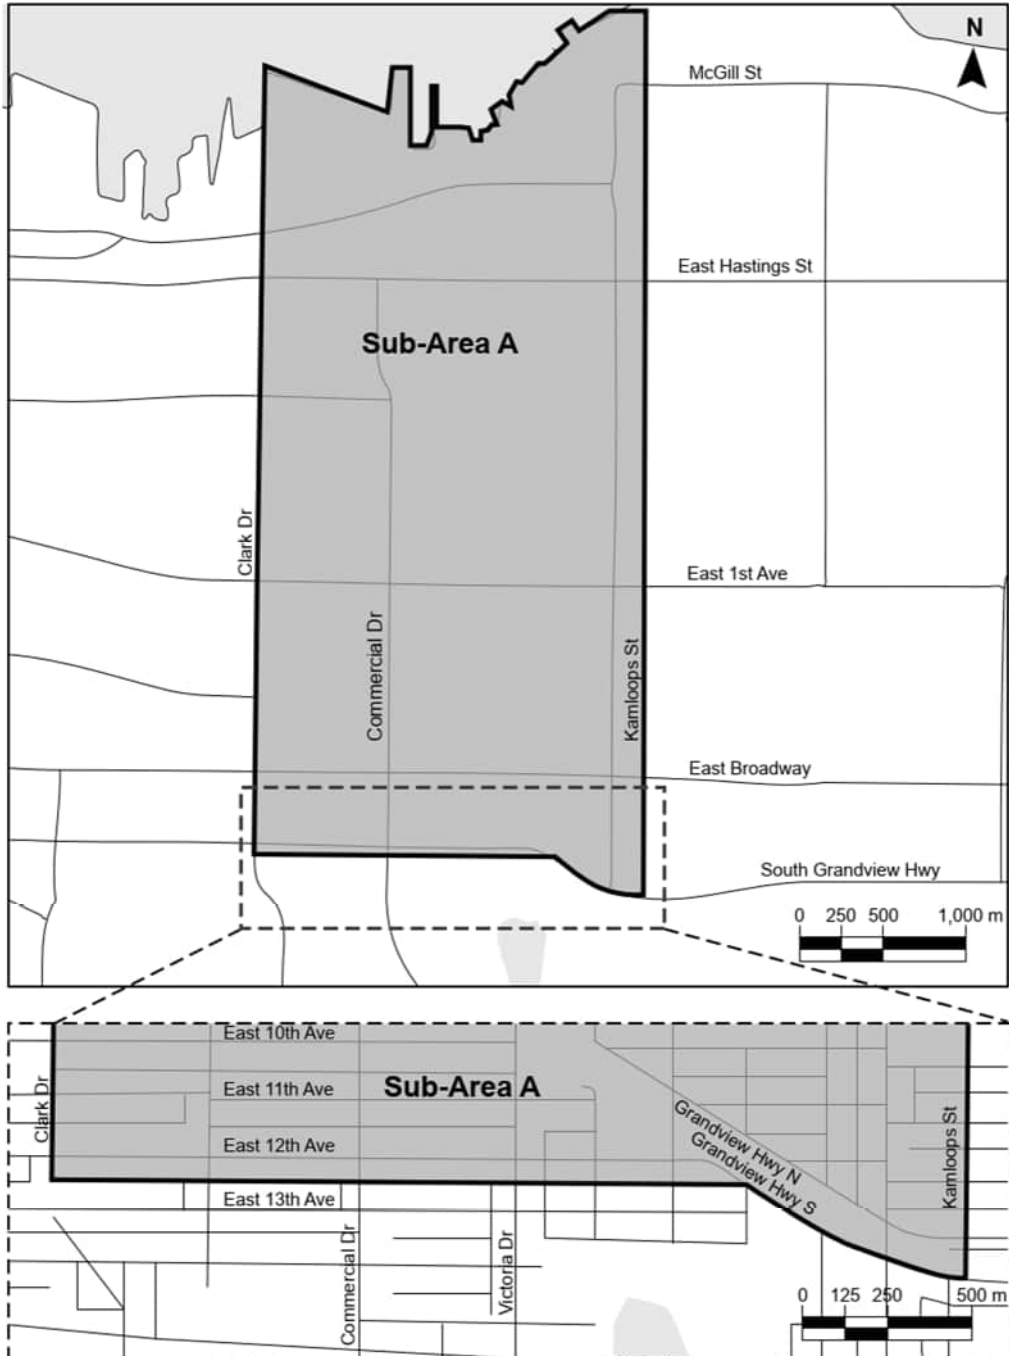 N
McGill St
East Hastings St
Sub-Area A
Clark Dr
East 1st Ave
Commercial Dr
Kamloops St
East Broadway
South Grandview Hwy
0 250 500 1,000 m
East 10th Ave
Sub-Area A
East 11th Ave
Clark Dr
Grandview Hwy N
Grandview Hwy S
Kamloops St
East 12th Ave
East 13th Ave
Commercial Dr
Victoria Dr
0 125 250 500 m